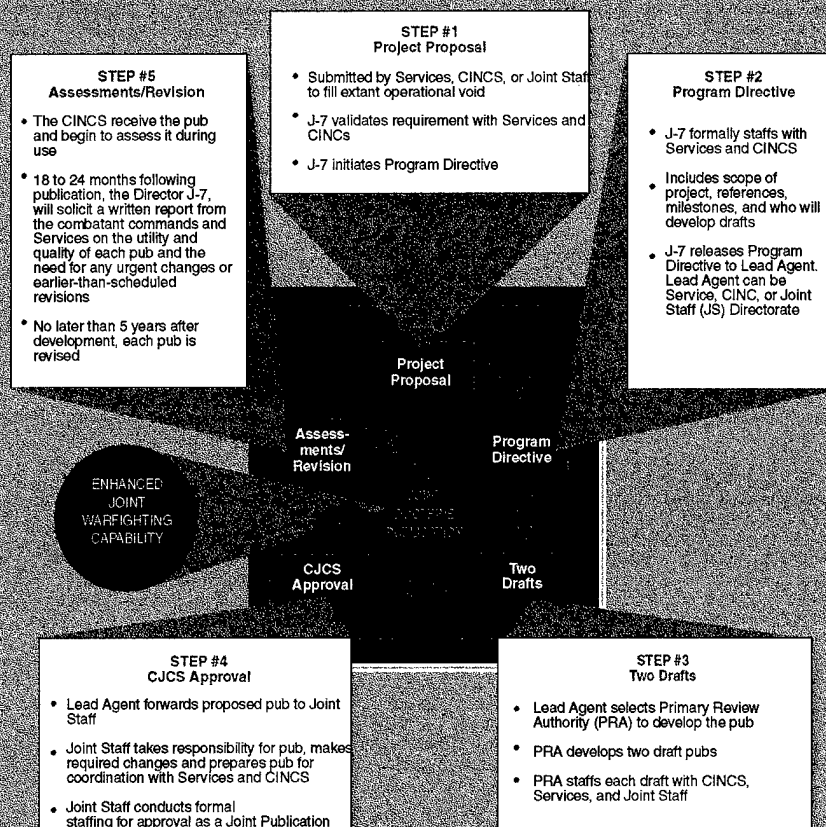 STEP #1
Project Proposal
• Submitted by Services, CINCS, or Joint Staf
to fill extant operational void
• J-7 validates requirement with Services and
CINCs
• J-7 initiates Program Directive
STEP #2
Program Directive
• J-7 formally staffs with
Services and CINCS
• Includes scope of
project, references,
milestones, and who will
develop drafts
• J-7 releases Program
Directive to Lead Agent.
Lead Agent can be
Service, CINC, or Joint
Staff (JS) Directorate
STEP #5
Assessments/Revision
• The CINCS receive the pub
and begin to assess it during
use
• 18 to 24 months following
publication, the Director J-7,
will solicit a written report from
the combatant commands and
Services on the utility and
quality of each pub and the
need for any urgent changes or
earlier-than-scheduled
revisions
• No later than 5 years after
development, each pub is
revised
Project
Proposal
Assess-
ments/
Revision
Program
Directive
CJCS
Approval
Two
Drafts
ENHANCED
JOINT
WARFIGHTING
CAPABILITY
STEP #4
CJCS Approval
• Lead Agent forwards proposed pub to Joint
Staff
• Joint Staff takes responsibility for pub, makes
required changes and prepares pub for
coordination with Services and CINCS
• Joint Staff conducts formal
staffing for approval as a Joint Publication
STEP #3
Two Drafts
• Lead Agent selects Primary Review
Authority (PRA) to develop the pub
• PRA develops two draft pubs
• PRA staffs each draft with CINCS,
Services, and Joint Staff